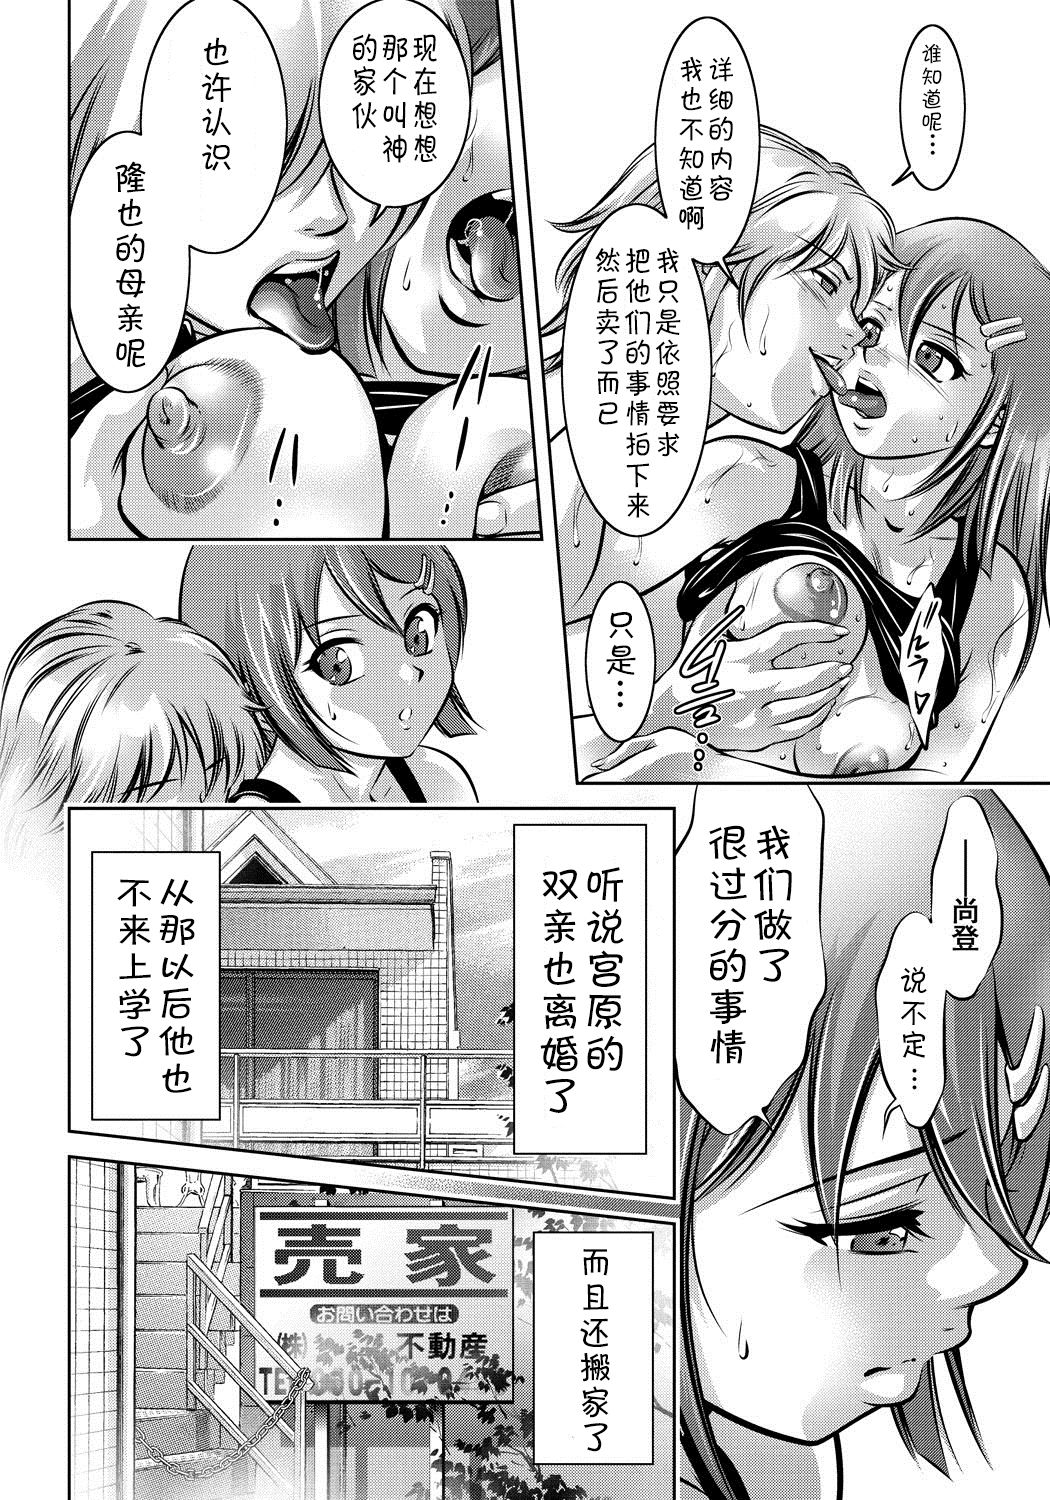 谁知道呢…
详细的内容
我也不知道啊
我只是依照要求
把他们的事情拍下来
然后卖了而已
只是…
现在想想
那个叫神
的家伙
也许认识
隆也的母亲呢
——尚登
说不定…
我们做了
很过分的事情
听说宫原的
双亲也离婚了
从那以后他也
不来上学了
而且还搬家了
売家
お問い合わせは
㈱
不動産